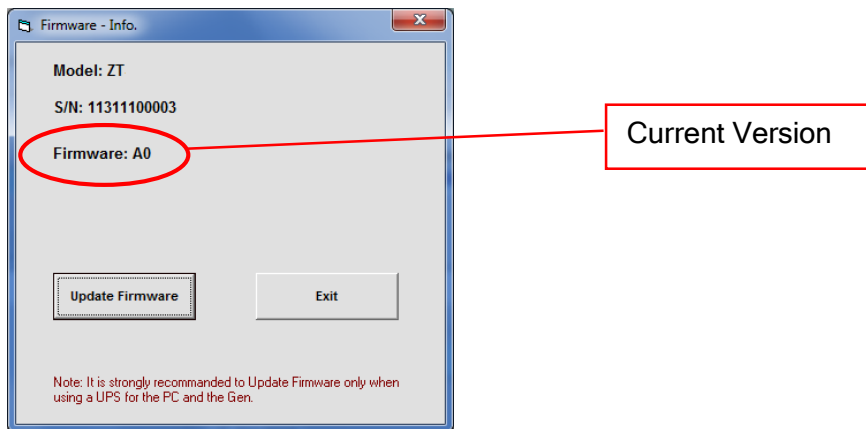 Firmware - Info.
Model: ZT
S/N: 11311100003
Firmware: A0
Current Version
Update Firmware
Exit
Note: It is strongly recommanded to Update Firmware only when
using a UPS for the PC and the Gen.